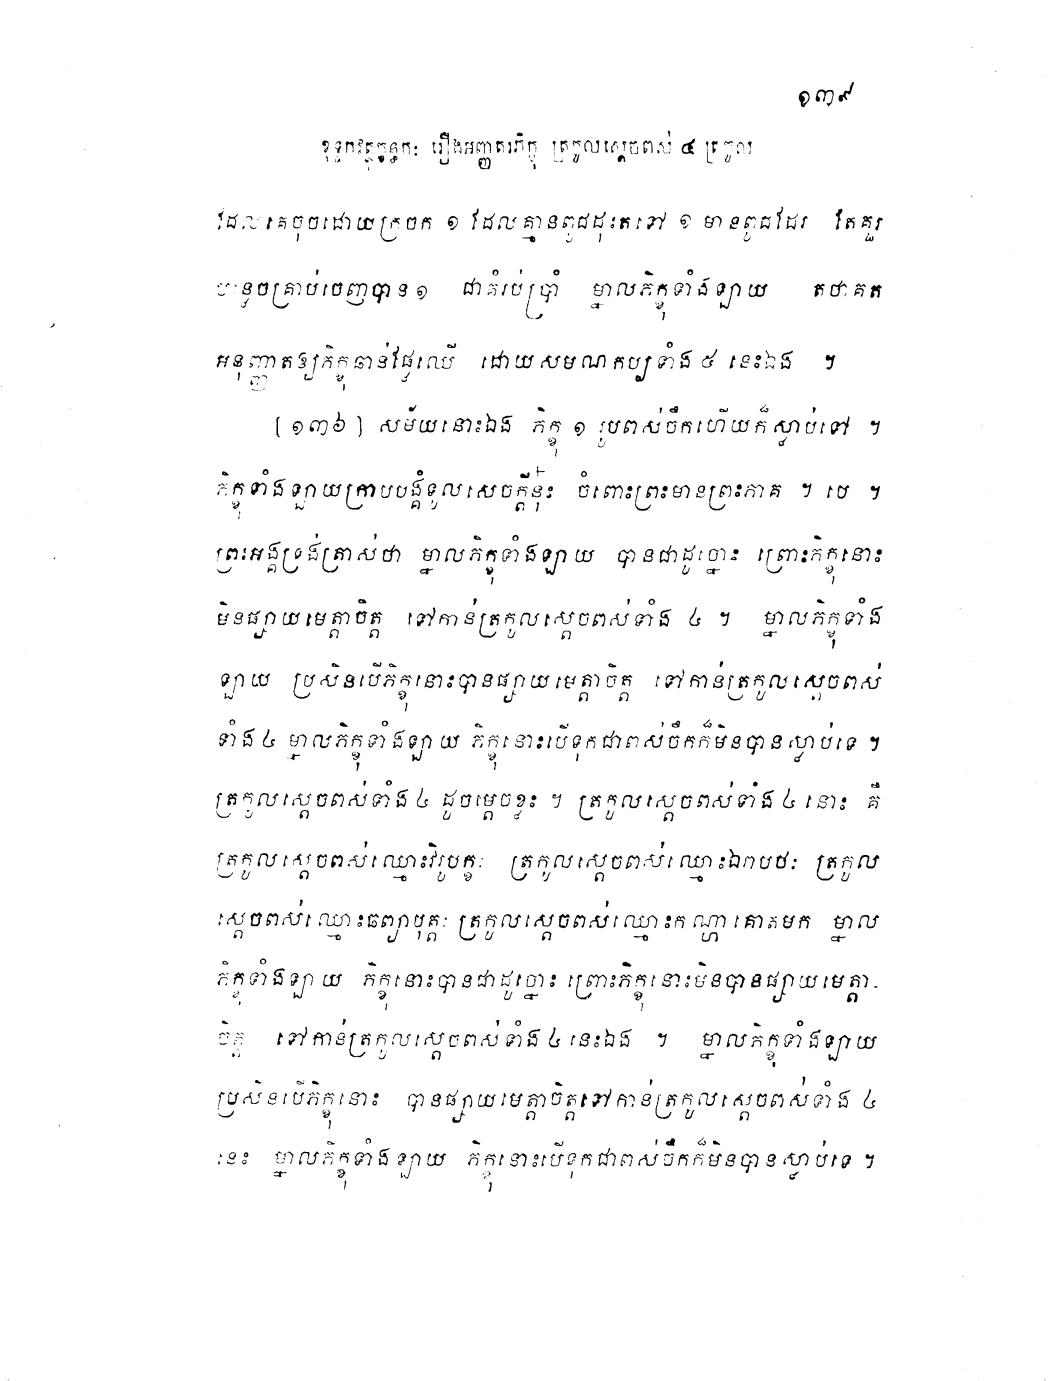 ១៣៩
ខុទ្ទកវត្ថុក្ខន្ធកៈ រឿងអញ្ញតរភិក្ខុ ត្រកូលស្តេចពស់ ៤ ត្រកូល
ដែលគេចុចដោយក្រចក ១ ដែលគ្មានពូជដុះតទៅ ១ មានពូជដែរ តែគួរ
បន្ទុចគ្រាប់ចេញបាន១ ជាគំរប់ប្រាំ ម្នាលភិក្ខុទាំងឡាយ តថាគត
អនុញ្ញាតឲ្យភិក្ខុឆាន់ផ្លែឈើ ដោយសមណកប្បទាំង ៥ នេះឯង ។
[១៣៦] សម័យនោះឯង ភិក្ខុ ១ រូបពស់ចឹកហើយក៏ស្លាប់ទៅ ។
ភិក្ខុទាំងឡាយក្រាបបង្គំទូលសេចក្តីនុ៎ះ ចំពោះព្រះមានព្រះភាគ ។ បេ ។
ព្រះអង្គទ្រង់ត្រាស់ថា ម្នាលភិក្ខុទាំងឡាយ បានជាដូច្នោះ ព្រោះភិក្ខុនោះ
មិនផ្សាយមេត្តាចិត្ត ទៅកាន់ត្រកូលស្តេចពស់ទាំង ៤ ។ ម្នាលភិក្ខុទាំង
ឡាយ ប្រសិនបើភិក្ខុនោះបានផ្សាយមេត្តាចិត្ត ទៅកាន់ត្រកូលស្តេចពស់
ទាំង ៤ ម្នាលភិក្ខុទាំងឡាយ ភិក្ខុនោះបើទុកជាពស់ចឹកក៏មិនបានស្លាប់ទេ ។
ត្រកូលស្តេចពស់ទាំង ៤ ដូចម្តេចខ្លះ ។ ត្រកូលស្តេចពស់ទាំង ៤ នោះ គឺ
ត្រកូលស្តេចពស់ឈ្មោះវិរូបក្ខៈ ត្រកូលស្តេចពស់ឈ្មោះឯរាបថៈ ត្រកូល
ស្តេចពស់ឈ្មោះឆព្យាបុត្តៈ ត្រកូលស្តេចពស់ឈ្មោះកណ្ហាគោតមក ម្នាល
ភិក្ខុទាំងឡាយ ភិក្ខុនោះបានជាដូច្នោះ ព្រោះភិក្ខុនោះមិនបានផ្សាយមេត្តា-
ចិត្ត ទៅកាន់ត្រកូលស្តេចពស់ទាំង ៤ នេះឯង ។ ម្នាលភិក្ខុទាំងឡាយ
ប្រសិនបើភិក្ខុនោះ បានផ្សាយមេត្តាចិត្តទៅកាន់ត្រកូលស្តេចពស់ទាំង ៤
នេះ ម្នាលភិក្ខុទាំងឡាយ ភិក្ខុនោះបើទុកជាពស់ចឹកក៏មិនបានស្លាប់ទេ ។